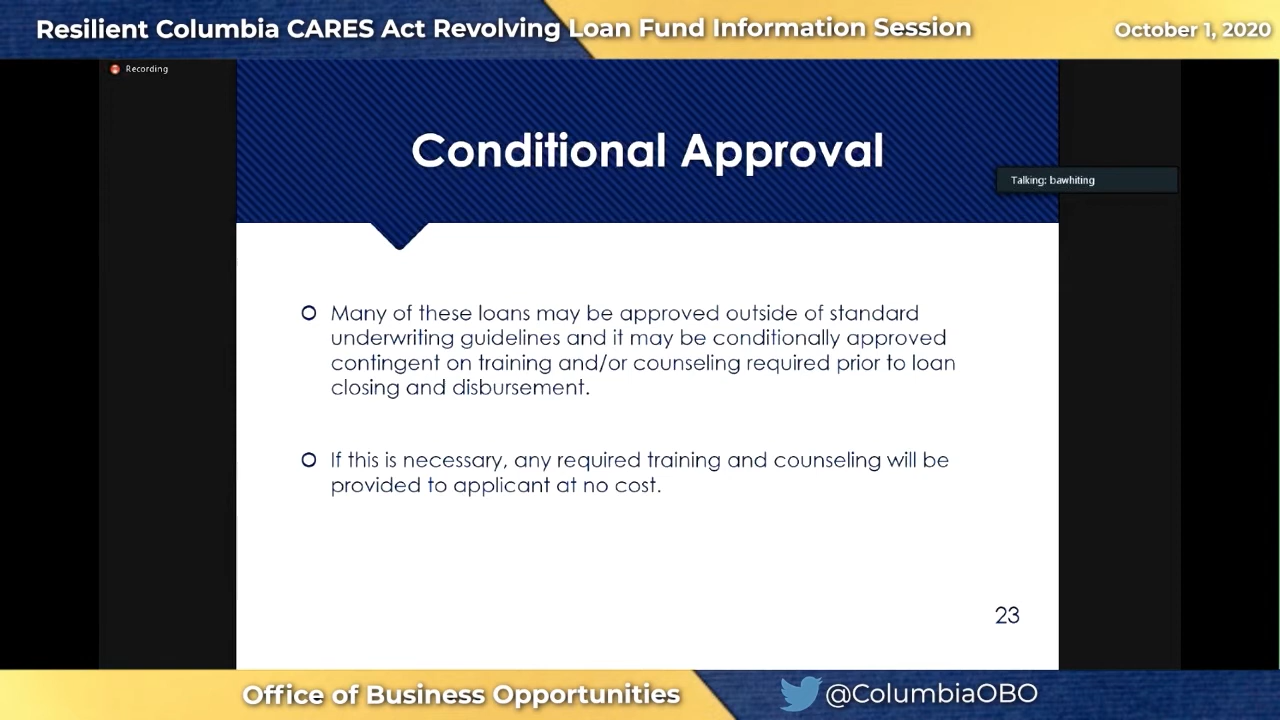 Resilient Columbia CARES Act Revolving Loan Fund Information Session
October 1, 2020
Recording
Conditional Approval
Talking: bawhiting
O Many of these loans may be approved outside of standard
underwriting guidelines and it may be conditionally approved
contingent on training and/or counseling required prior to loan
closing and disbursement.
O If this is necessary, any required training and counseling will be
provided to applicant at no cost.
23
Office of Business Opportunities
@ColumbiaOBO